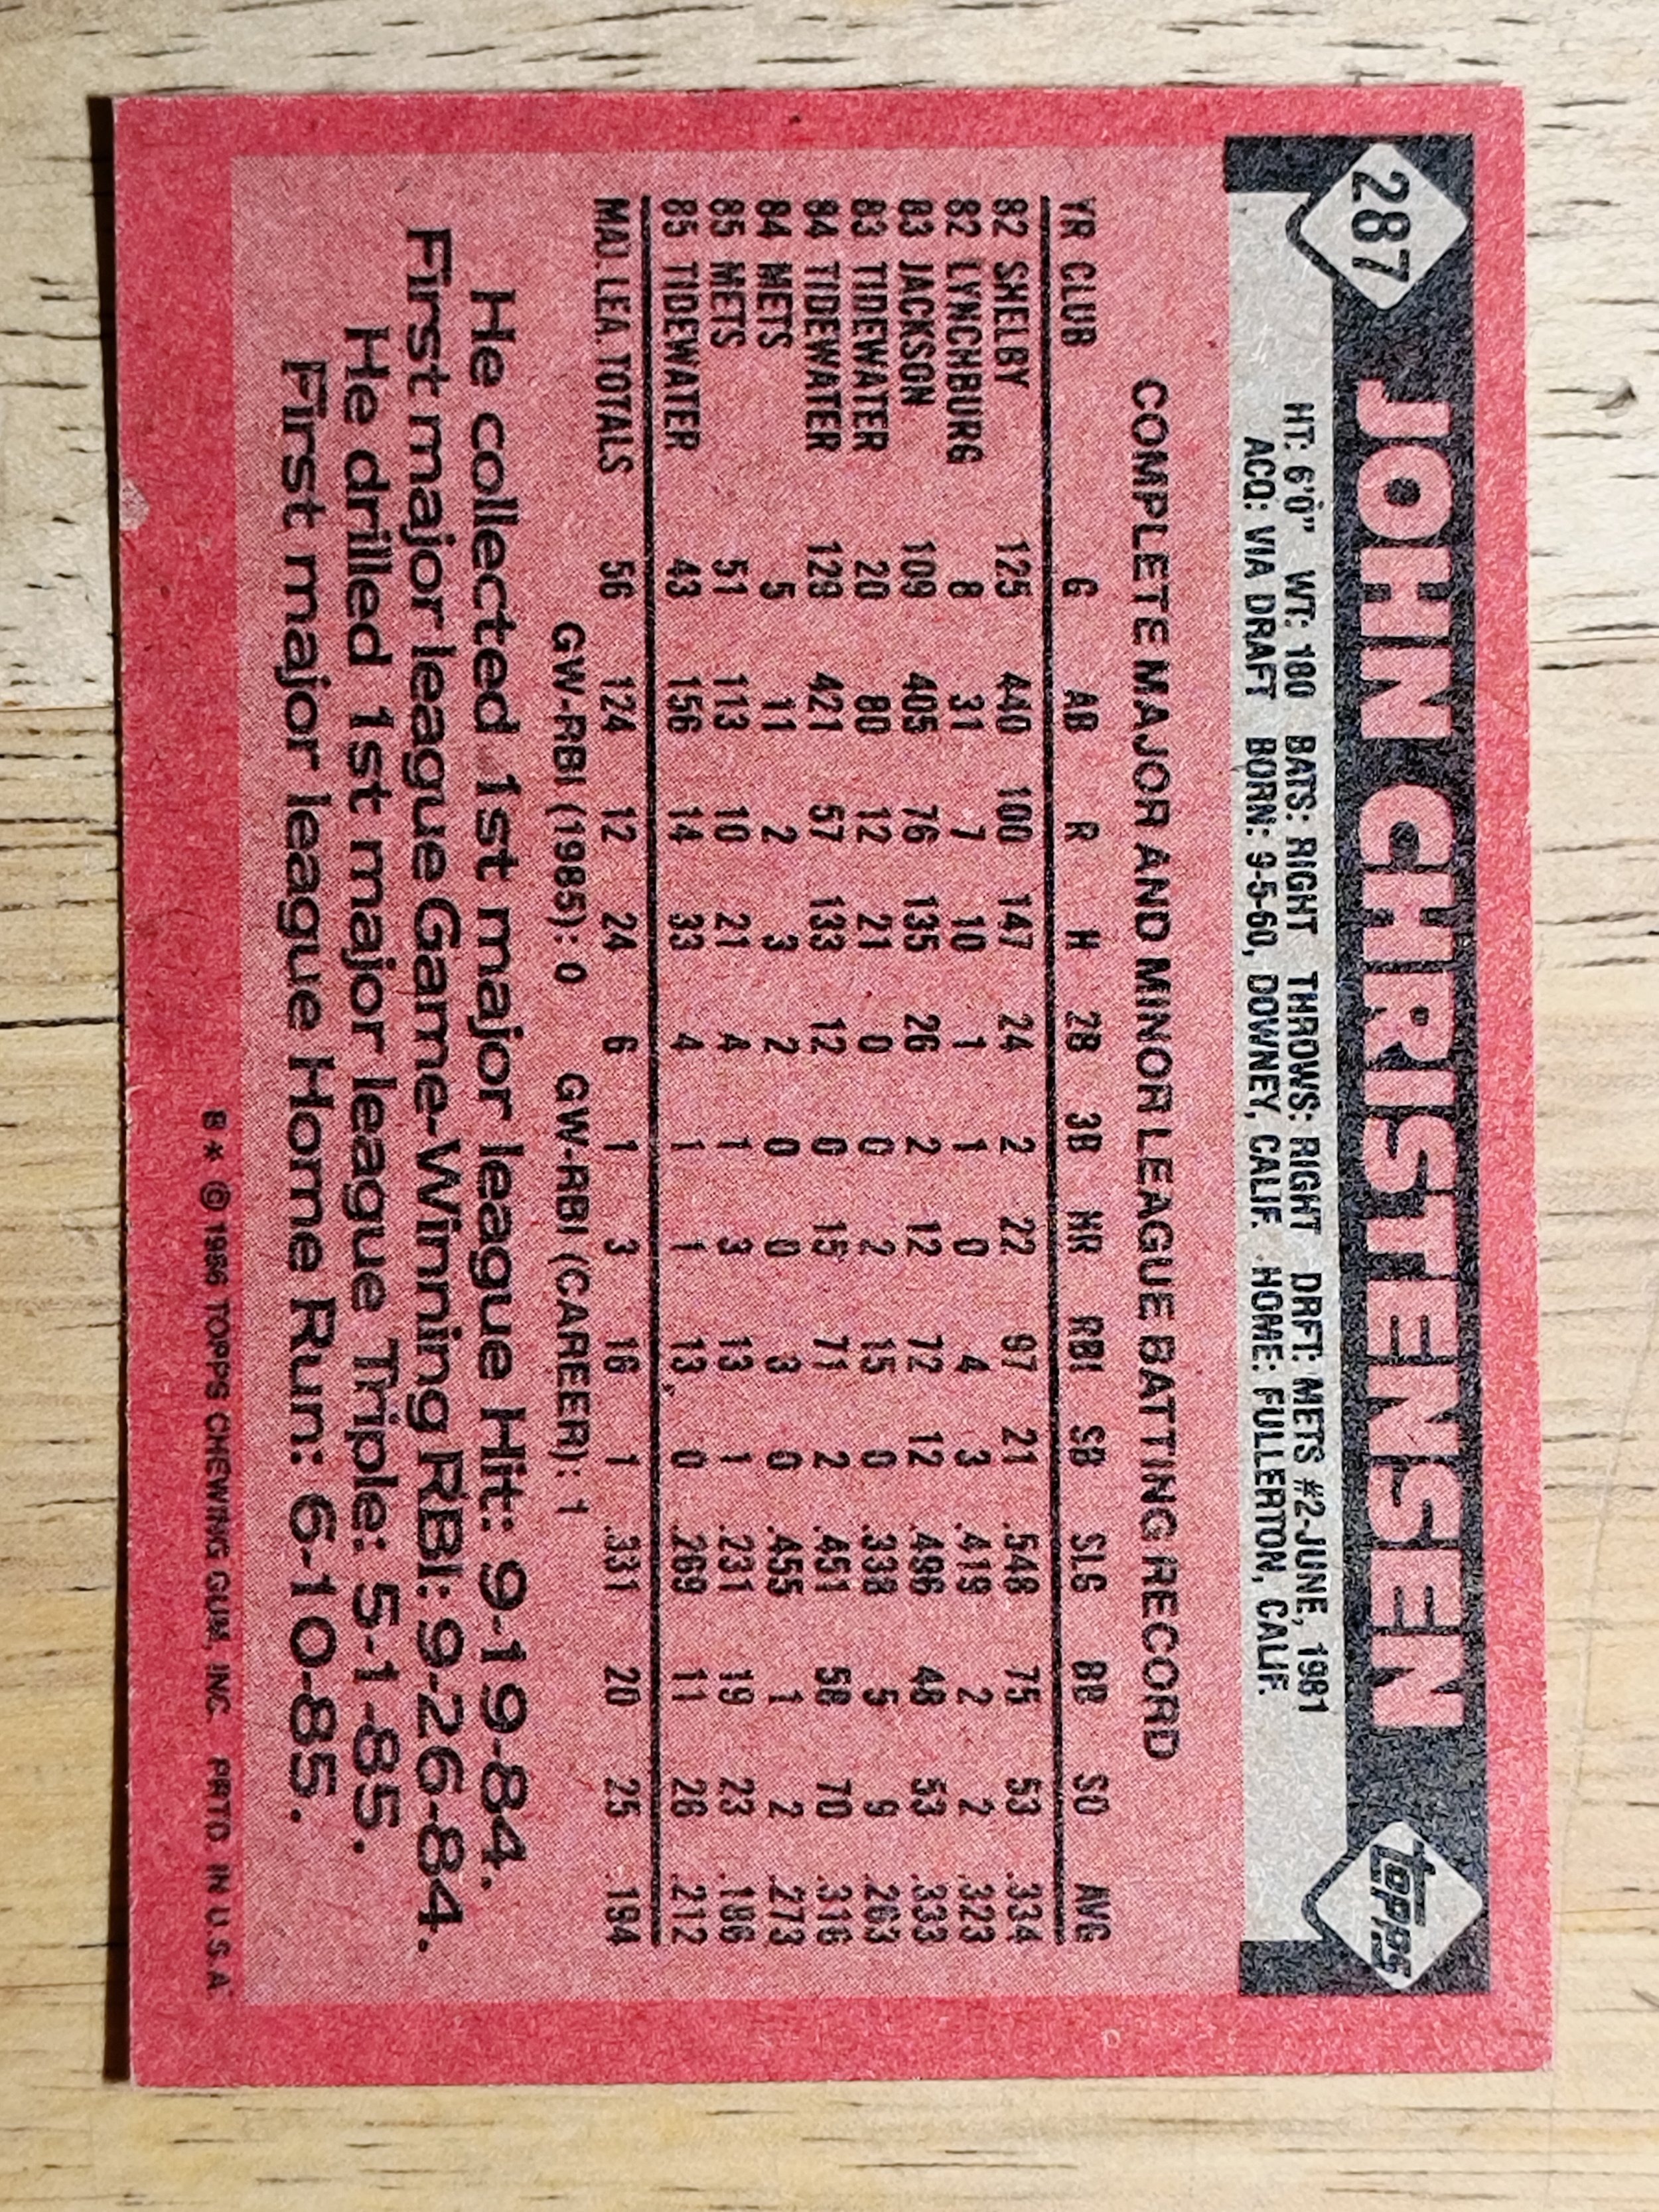 287 JOHN CHRISTENSEN topps
HT: 6'0" WT: 180 BATS: RIGHT THROWS: RIGHT DRFT: METS #2-JUNE, 1981
ACQ: VIA DRAFT BORN: 9-5-60, DOWNEY, CALIF. HOME: FULLERTON, CALIF.
COMPLETE MAJOR AND MINOR LEAGUE BATTING RECORD
YR CLUB G AB R H 2B 3B HR RBI SB SLG BB SO AVG
82 SHELBY 125 440 100 147 24 2 22 97 21 .548 75 53 .334
82 LYNCHBURG 8 31 7 10 1 1 0 4 3 .419 2 2 .323
83 JACKSON 109 405 76 135 26 2 12 72 12 .496 48 53 .333
83 TIDEWATER 20 80 12 21 0 0 2 15 0 .338 5 9 .263
84 TIDEWATER 129 421 57 133 12 0 15 71 2 .451 58 70 .316
84 METS 5 11 2 3 2 0 0 3 0 .455 1 2 .273
85 METS 51 113 10 21 4 1 3 13 1 .231 19 23 .186
85 TIDEWATER 43 156 14 33 4 1 1 13 0 .269 11 26 .212
MAJ. LEA. TOTALS 56 124 12 24 6 1 3 16 1 .331 20 25 .194
GW-RBI (1985): 0 GW-RBI (CAREER): 1
He collected 1st major league Hit: 9-19-84.
First major league Game-Winning RBI: 9-26-84.
He drilled 1st major league Triple: 5-1-85.
First major league Home Run: 6-10-85.
B* © 1986 TOPPS CHEWING GUM, INC. PRTD. IN U.S.A.